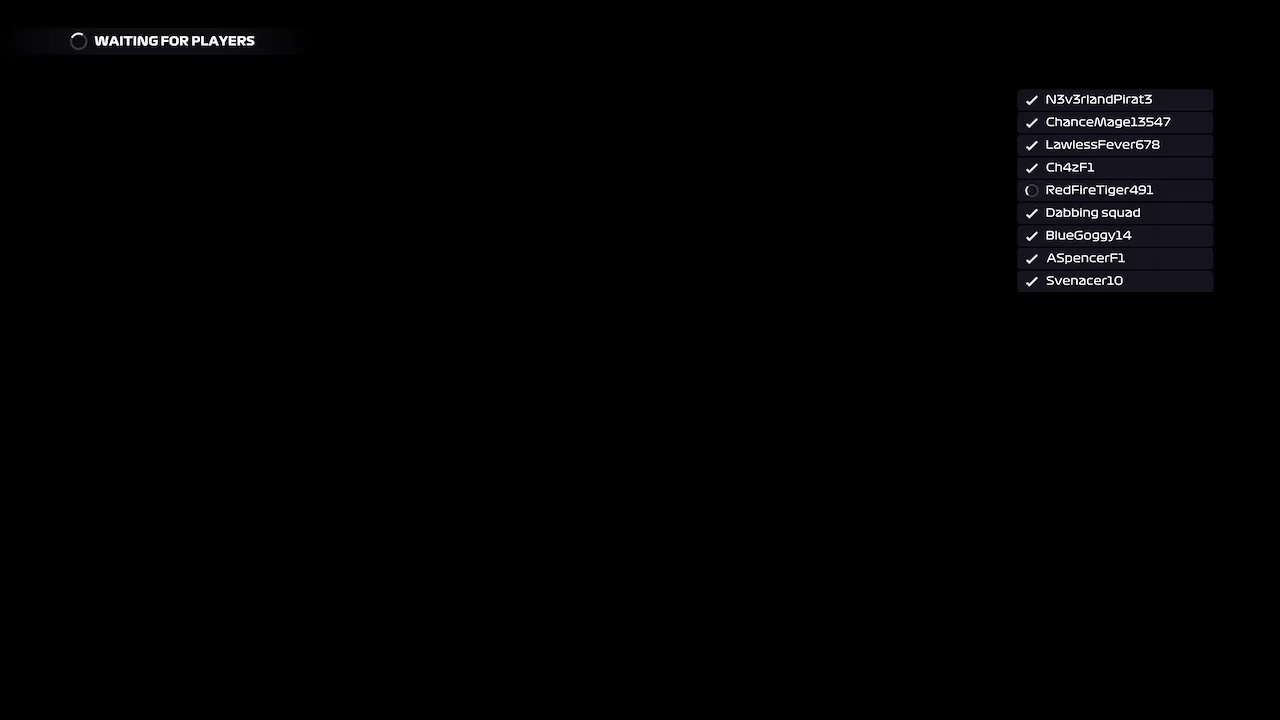 WAITING FOR PLAYERS
N3v3rlandPirat3
ChanceMage13547
LawlessFever678
Ch4zF1
RedFireTiger491
Dabbing squad
BlueGoggy14
ASpencerF1
Svenacer10